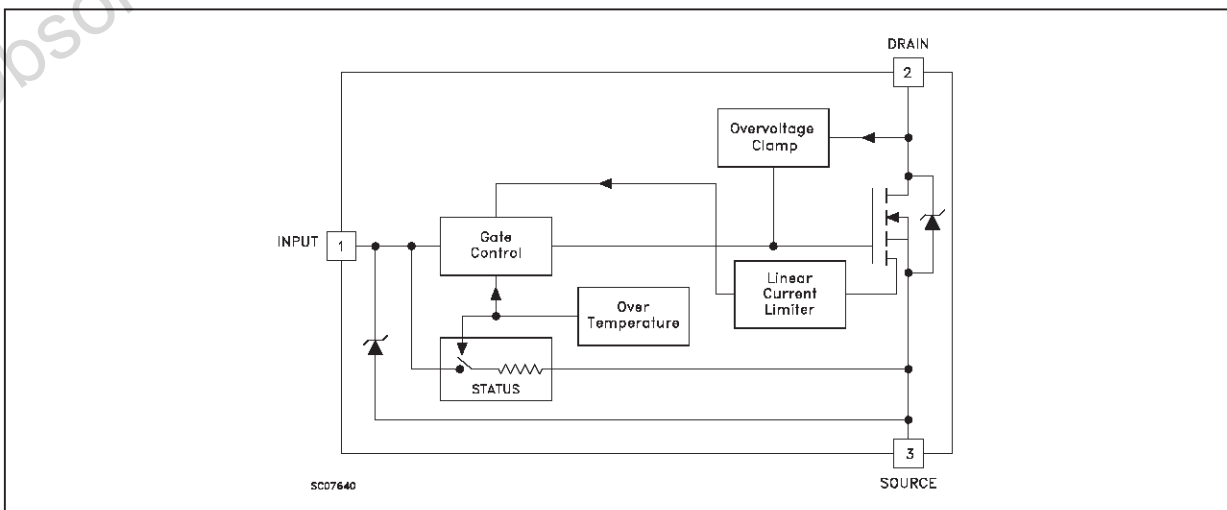 DRAIN
2
Overvoltage
Clamp
INPUT
1
Gate
Control
Linear
Current
Limiter
Over
Temperature
STATUS
3
SOURCE
SC07640